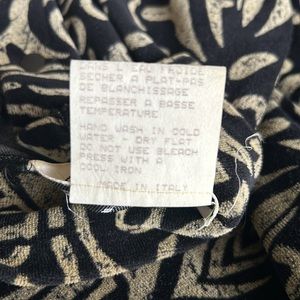 DANS L'EAU FROIDE
SECHER A PLAT-PAS
DE BLANCHISSAGE
REPASSER A BASSE
TEMPERATURE
HAND WASH IN COLD
WATER - DRY FLAT
DO NOT USE BLEACH
PRESS WITH A
COOL IRON
MADE IN ITALY